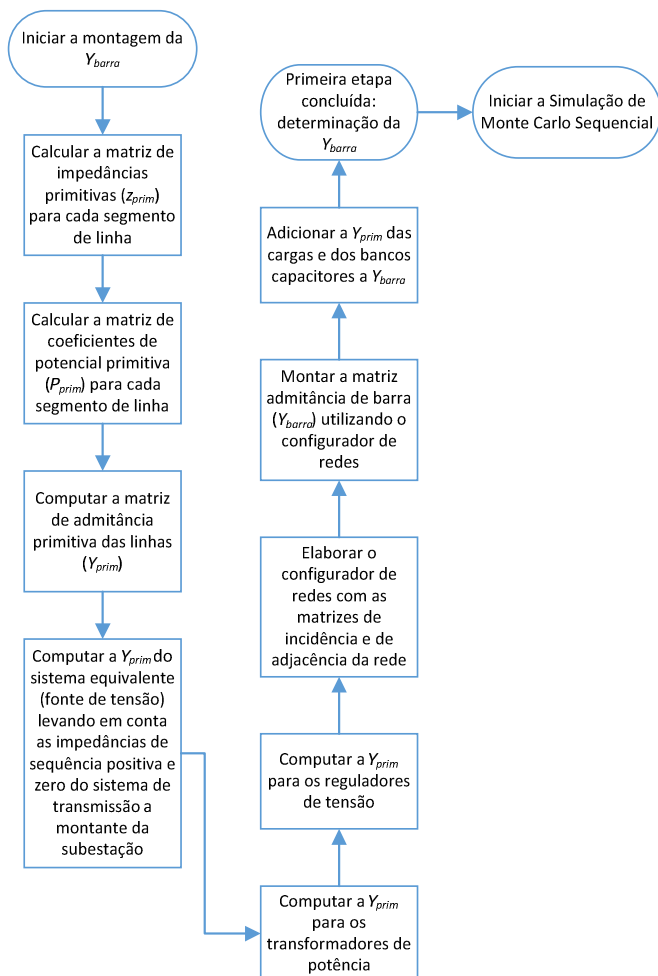 Iniciar a montagem da
Ybarra
Calcular a matriz de
impedâncias
primitivas (zprim)
para cada segmento
de linha
Calcular a matriz de
coeficientes de
potencial primitiva
(Pprim) para cada
segmento de linha
Computar a matriz
de admitância
primitiva das linhas
(Yprim)
Computar a Yprim do
sistema equivalente
(fonte de tensão)
levando em conta
as impedâncias de
sequência positiva e
zero do sistema de
transmissão a
montante da
subestação
Computar a Yprim
para os
transformadores de
potência
Computar a Yprim
para os reguladores
de tensão
Elaborar o
configurador de
redes com as
matrizes de
incidência e de
adjacência da rede
Montar a matriz
admitância de barra
(Ybarra) utilizando o
configurador de
redes
Adicionar a Yprim das
cargas e dos bancos
capacitores a Ybarra
Primeira etapa
concluída:
determinação da
Ybarra
Iniciar a Simulação de
Monte Carlo Sequencial